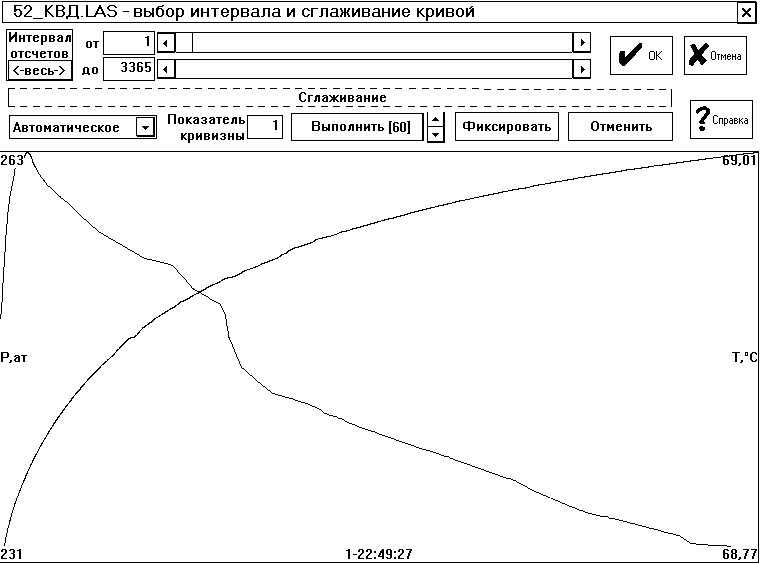 52_КВД.LAS - выбор интервала и сглаживание кривой
Интервал отсчетов
<-весь->
от 1
до 3365
OK
Отмена
Сглаживание
Автоматическое
Показатель кривизны 1
Выполнить [60]
Фиксировать
Отменить
? Справка
263
69,01
P,ат
T,°C
231
1-22:49:27
68,77